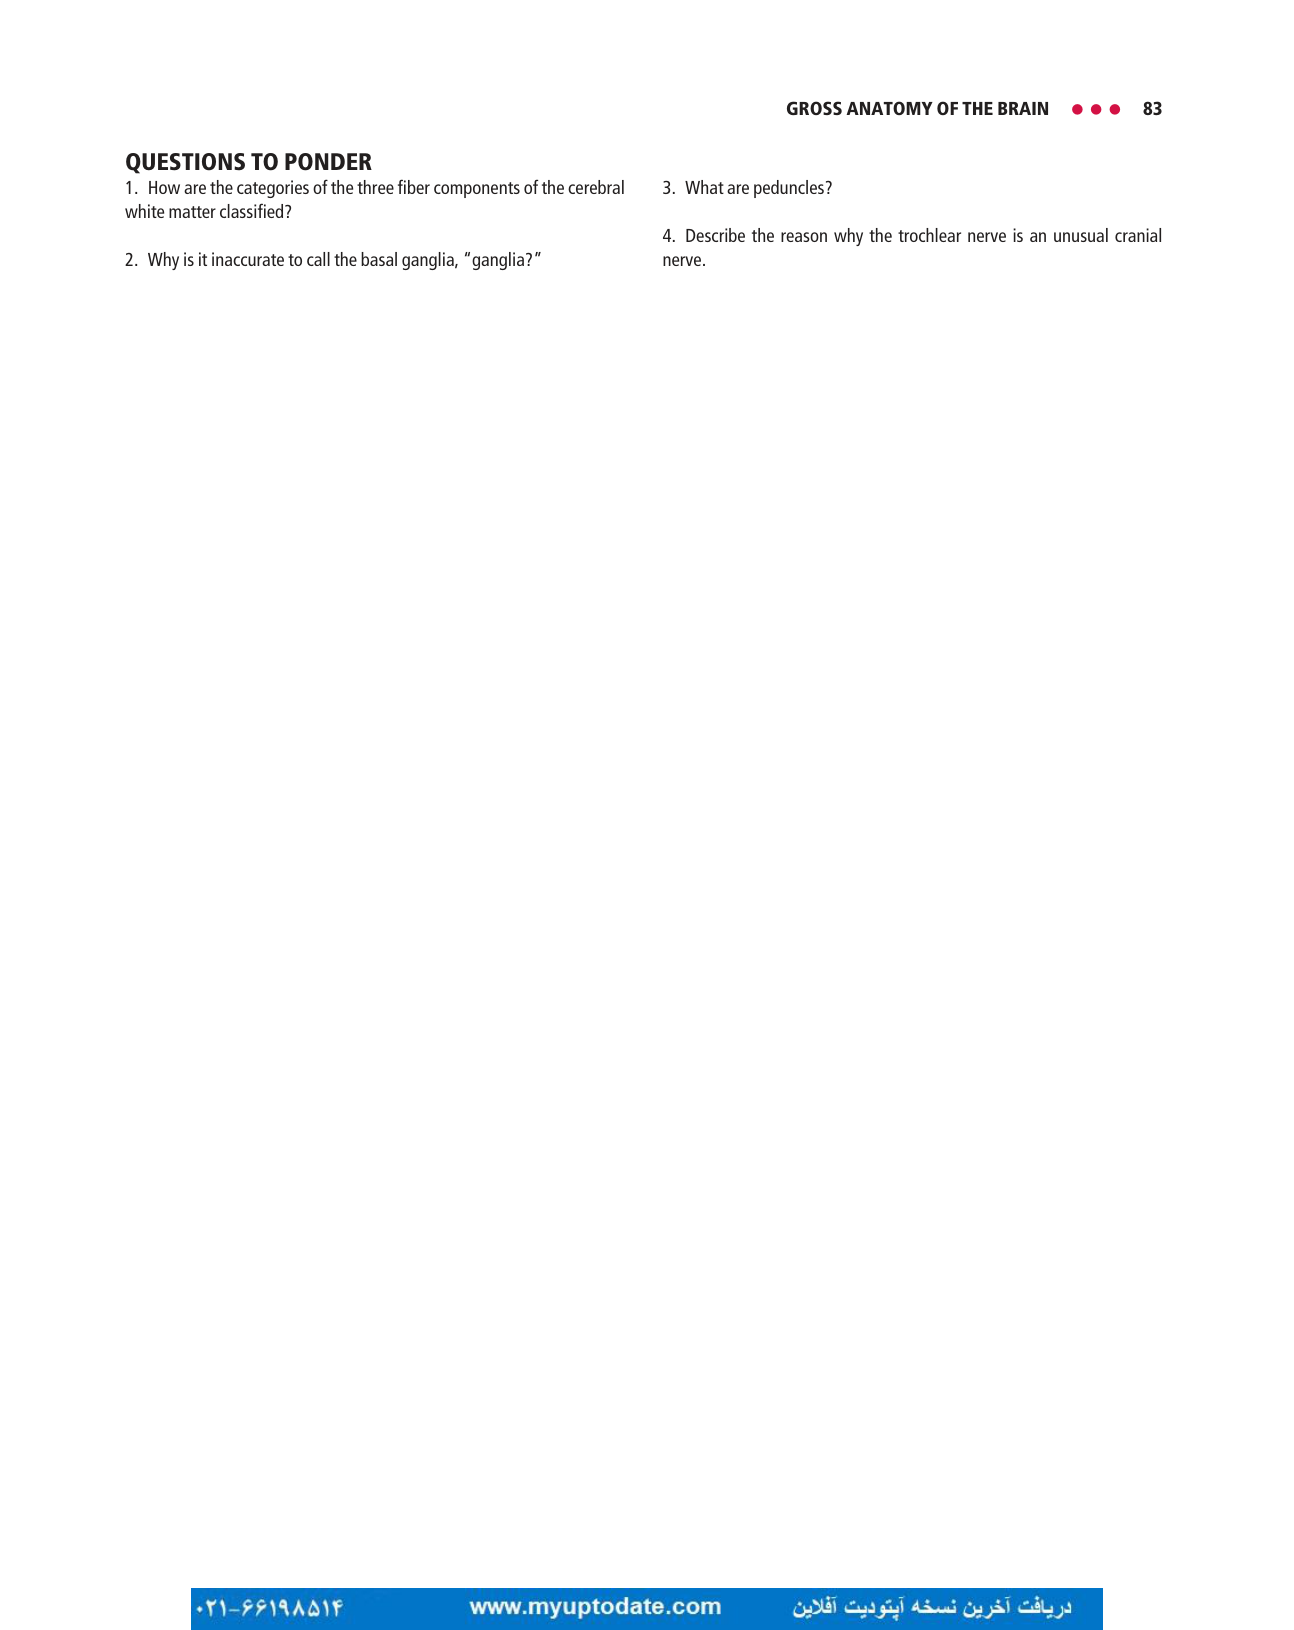 GROSS ANATOMY OF THE BRAIN ●●● 83
QUESTIONS TO PONDER
1. How are the categories of the three fiber components of the cerebral
white matter classified?
2. Why is it inaccurate to call the basal ganglia, “ganglia?”
3. What are peduncles?
4. Describe the reason why the trochlear nerve is an unusual cranial
nerve.
۰۲۱-۶۶۱۹۸۵۱۴ www.myuptodate.com دریافت آخرین نسخه آپتودیت آفلاین